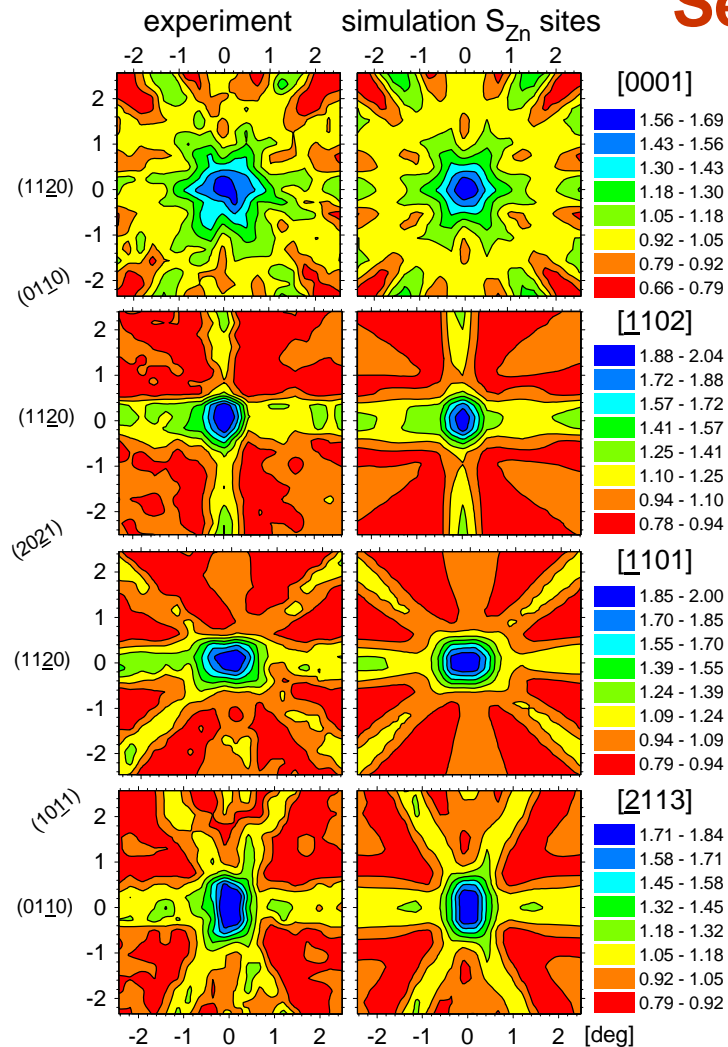 experiment simulation S_Zn sites Se
-2 -1 0 1 2 -2 -1 0 1 2
[0001]
2
1
(112̲0) 0
-1
-2
(011̲0)
1.56 - 1.69
1.43 - 1.56
1.30 - 1.43
1.18 - 1.30
1.05 - 1.18
0.92 - 1.05
0.79 - 0.92
0.66 - 0.79
[1̲102]
2
1
(112̲0) 0
-1
-2
(202̲1)
1.88 - 2.04
1.72 - 1.88
1.57 - 1.72
1.41 - 1.57
1.25 - 1.41
1.10 - 1.25
0.94 - 1.10
0.78 - 0.94
[1̲101]
2
1
(112̲0) 0
-1
-2
(101̲1)
1.85 - 2.00
1.70 - 1.85
1.55 - 1.70
1.39 - 1.55
1.24 - 1.39
1.09 - 1.24
0.94 - 1.09
0.79 - 0.94
[2̲113]
2
1
(011̲0) 0
-1
-2
1.71 - 1.84
1.58 - 1.71
1.45 - 1.58
1.32 - 1.45
1.18 - 1.32
1.05 - 1.18
0.92 - 1.05
0.79 - 0.92
-2 -1 0 1 2 -2 -1 0 1 2 [deg]